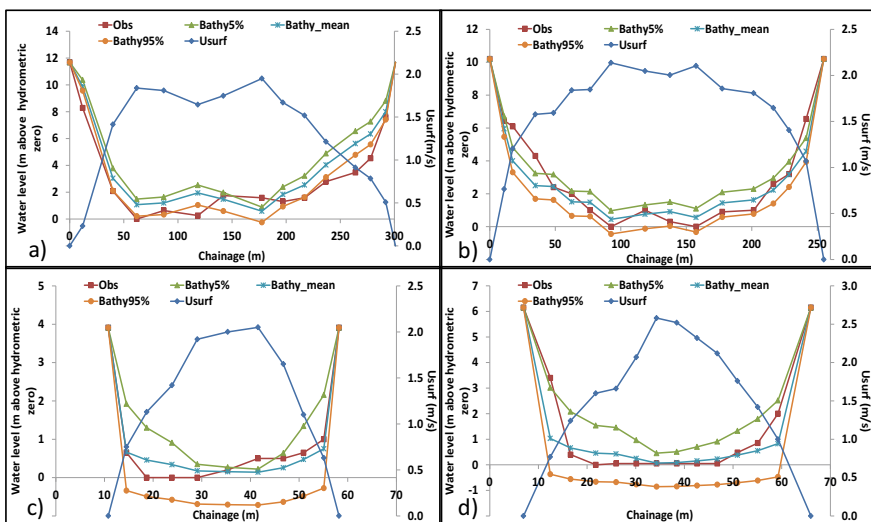 Obs Bathy5% Bathy_mean
Bathy95% Usurf
14
12
10
8
6
4
2
0
2.5
2.0
1.5
1.0
0.5
0.0
0 50 100 150 200 250 300
Water level (m above hydrometric
zero)
Usurf(m/s)
Chainage (m)
a)
Obs Bathy5% Bathy_mean
Bathy95% Usurf
12
10
8
6
4
2
0
2.5
2.0
1.5
1.0
0.5
0.0
0 50 100 150 200 250
Water level (m above hydrometric
zero)
Usurf (m/s)
Chainage (m)
b)
Obs Bathy5% Bathy_mean
Bathy95% Usurf
5
4
3
2
1
0
2.5
2.0
1.5
1.0
0.5
0.0
0 10 20 30 40 50 60 70
Water level (m above hydrometric
zero)
Usurf (m/s)
Chainage (m)
c)
Obs Bathy5% Bathy_mean
Bathy95% Usurf
7
6
5
4
3
2
1
0
-1
3.0
2.5
2.0
1.5
1.0
0.5
0.0
0 10 20 30 40 50 60 70
Water level (m above hydrometric
zero)
Usurf (m/s)
Chainage (m)
d)